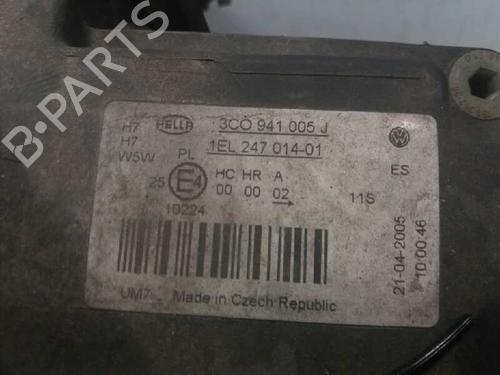 B-PARTS
H7
H7
W5W
HELLA
3CO 941 005 J
1EL 247 014-01
PL
25
E4
HC HR A
00 00 02
10224
ES
11S
21-04-2005
10:00:46
UM7
Made in Czech Republic